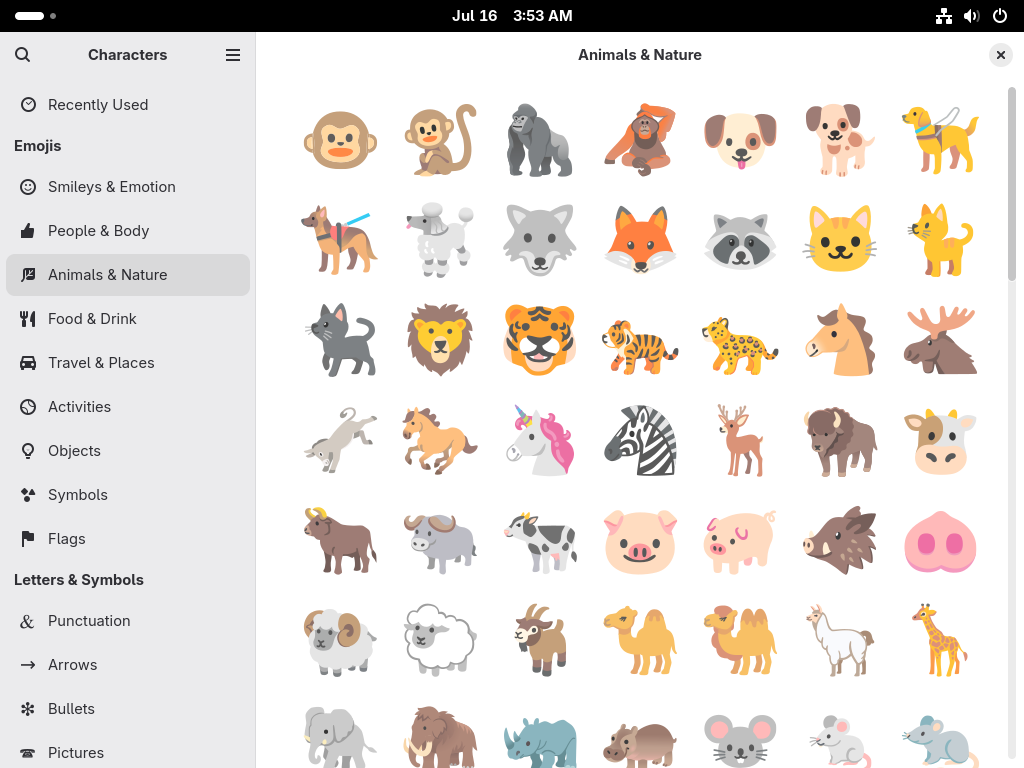 Jul 16 3:53 AM
Characters
Animals & Nature
Recently Used
Emojis
Smileys & Emotion
People & Body
Animals & Nature
Food & Drink
Travel & Places
Activities
Objects
Symbols
Flags
Letters & Symbols
& Punctuation
→ Arrows
✻ Bullets
Pictures